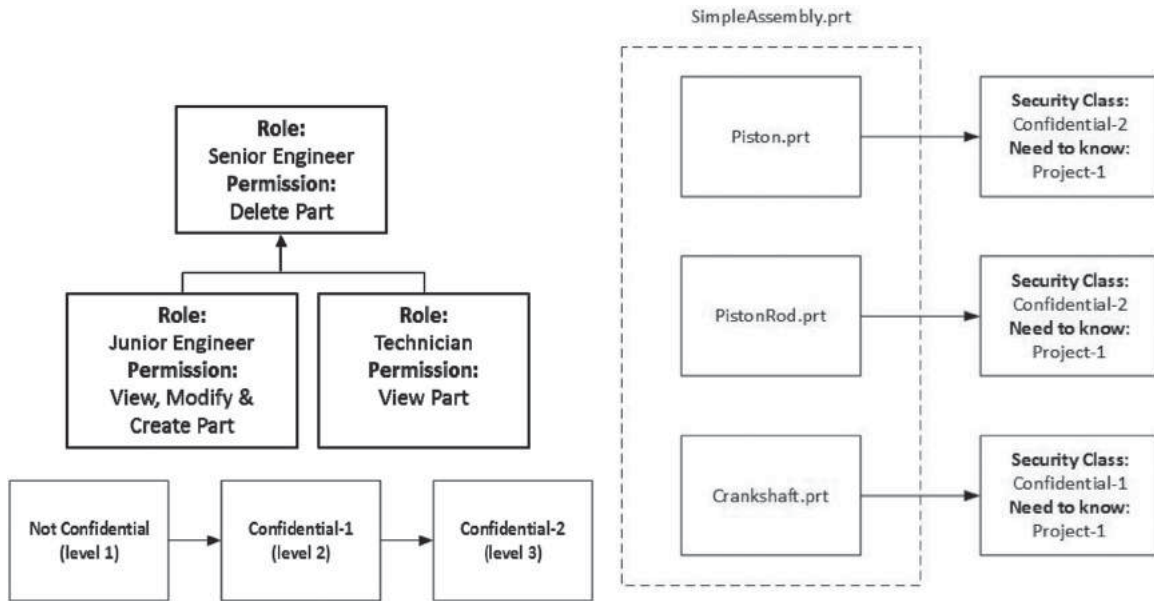 SimpleAssembly.prt
Role:
Senior Engineer
Permission:
Delete Part
Role:
Junior Engineer
Permission:
View, Modify &
Create Part
Role:
Technician
Permission:
View Part
Not Confidential
(level 1)
Confidential-1
(level 2)
Confidential-2
(level 3)
Piston.prt
Security Class:
Confidential-2
Need to know:
Project-1
PistonRod.prt
Security Class:
Confidential-2
Need to know:
Project-1
Crankshaft.prt
Security Class:
Confidential-1
Need to know:
Project-1